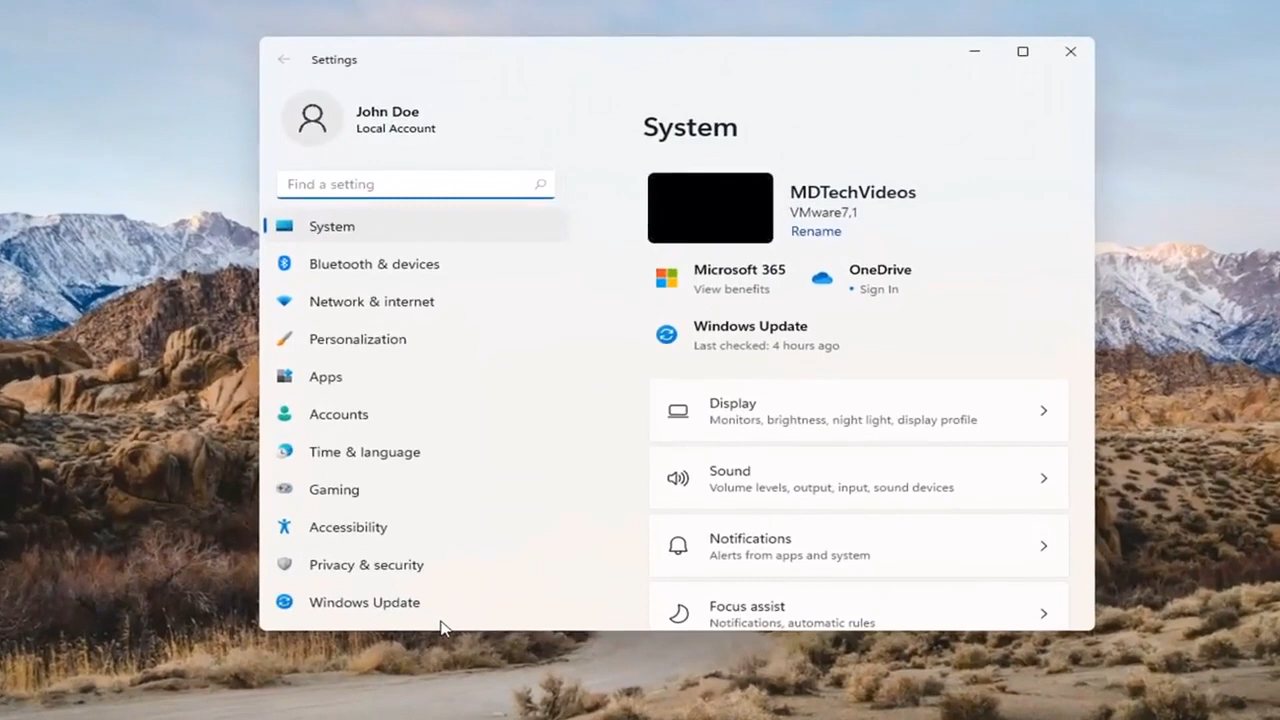 Settings
John Doe
Local Account
Find a setting
System
Bluetooth & devices
Network & internet
Personalization
Apps
Accounts
Time & language
Gaming
Accessibility
Privacy & security
Windows Update
System
MDTechVideos
VMware7,1
Rename
Microsoft 365
View benefits
OneDrive
• Sign In
Windows Update
Last checked: 4 hours ago
Display
Monitors, brightness, night light, display profile
Sound
Volume levels, output, input, sound devices
Notifications
Alerts from apps and system
Focus assist
Notifications, automatic rules